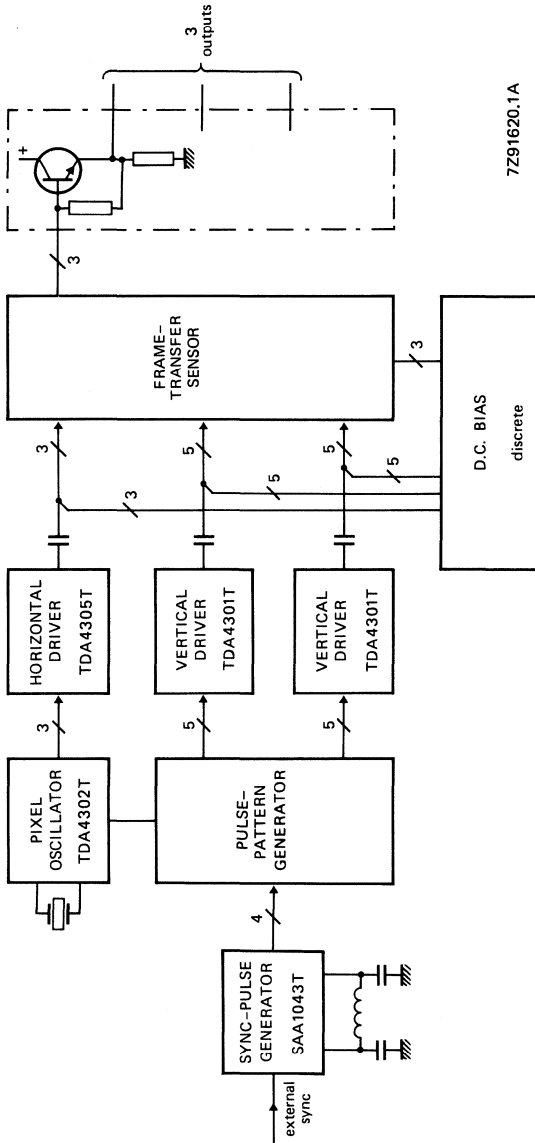 external
sync
SYNC-PULSE
GENERATOR
SAA1043T
4
PIXEL
OSCILLATOR
TDA4302T
PULSE-
PATTERN
GENERATOR
3
5
5
HORIZONTAL
DRIVER
TDA4305T
VERTICAL
DRIVER
TDA4301T
VERTICAL
DRIVER
TDA4301T
3
5
5
3
5
5
FRAME-
TRANSFER
SENSOR
3
3
D.C. BIAS
discrete
+
3
outputs
7Z91620.1A